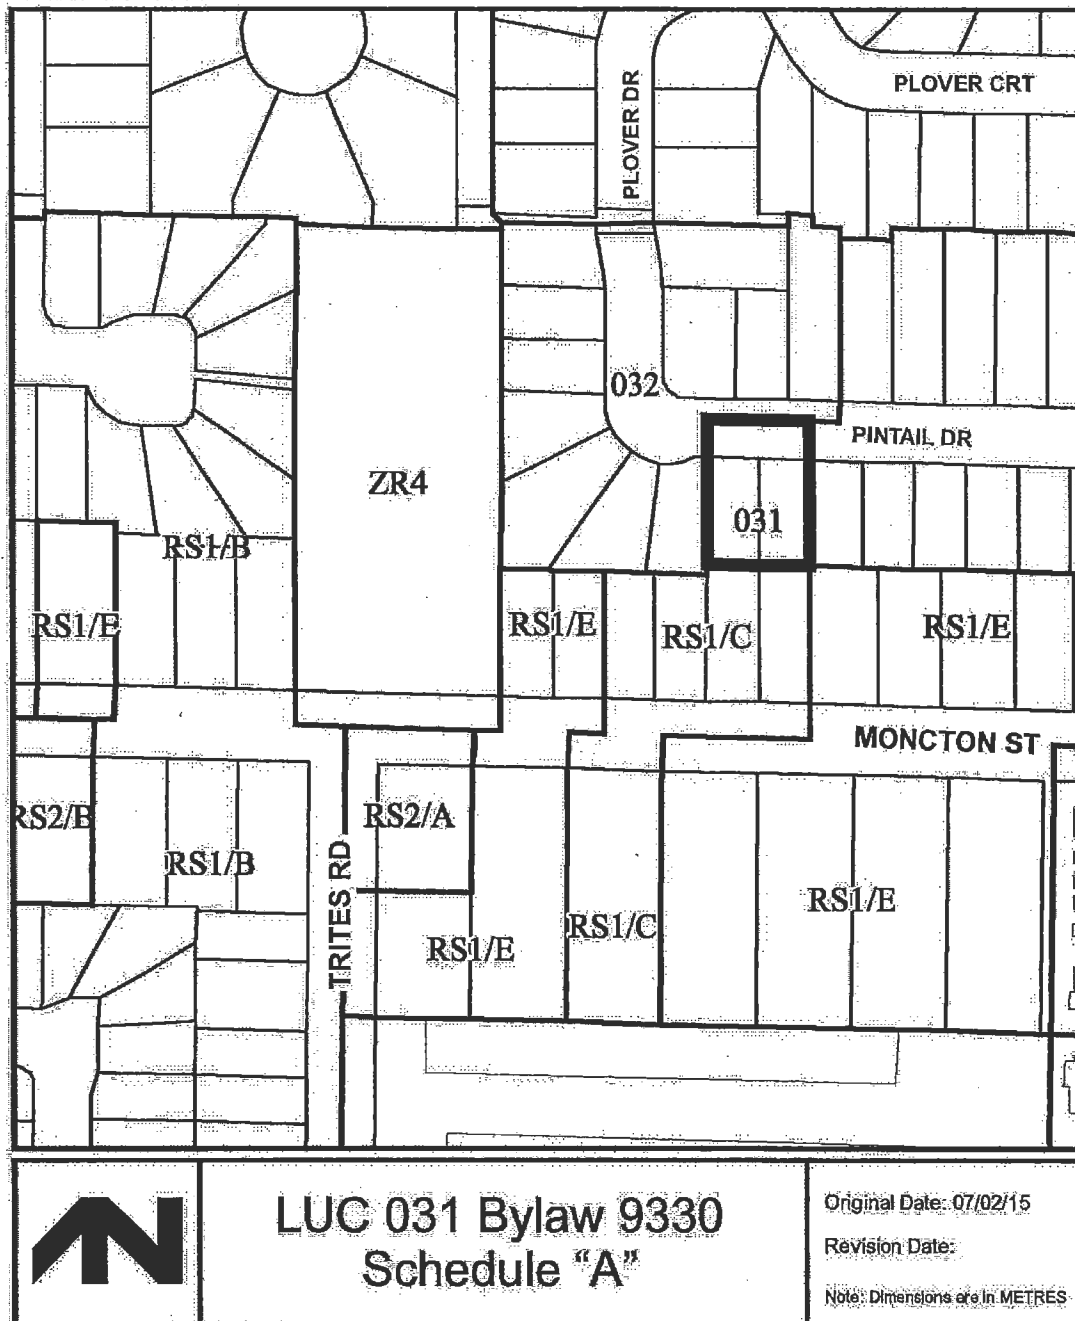 PLOVER CRT
PLOVER DR
032
PINTAIL DR
ZR4
031
RS1/B
RS1/E
RS1/E
RS1/C
RS1/E
MONCTON ST
RS2/B
RS2/A
RS1/B
TRITES RD
RS1/E
RS1/C
RS1/E
LUC 031 Bylaw 9330
Schedule “A”
Original Date: 07/02/15
Revision Date:
Note: Dimensions are in METRES